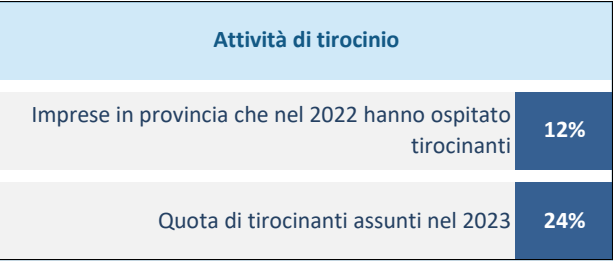 Attività di tirocinio
Imprese in provincia che nel 2022 hanno ospitato
tirocinanti
12%
Quota di tirocinanti assunti nel 2023
24%